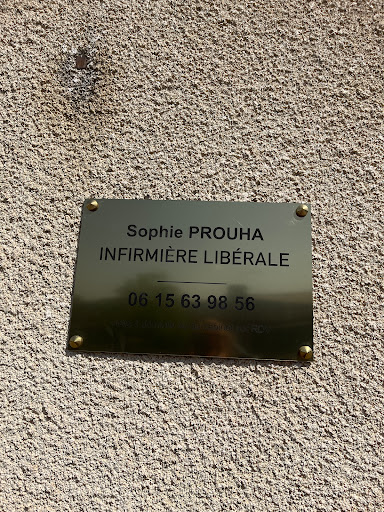 Sophie PROUHA
INFIRMIÈRE LIBÉRALE
06 15 63 98 56